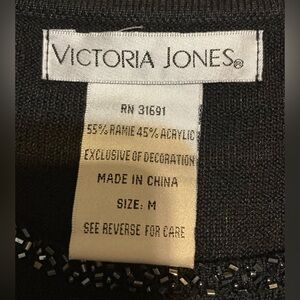 VICTORIA JONES®
RN 31691
55% RAMIE 45% ACRYLIC
EXCLUSIVE OF DECORATION
MADE IN CHINA
SIZE: M
SEE REVERSE FOR CARE